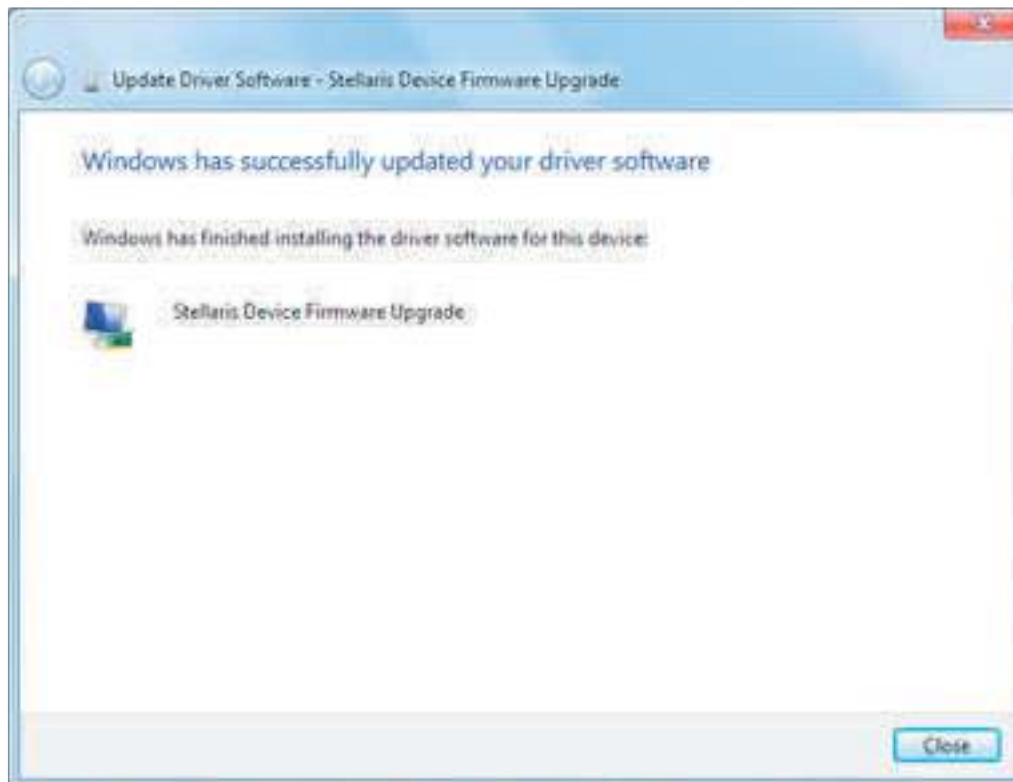 Update Driver Software - Stellaris Device Firmware Upgrade
Windows has successfully updated your driver software
Windows has finished installing the driver software for this device:
Stellaris Device Firmware Upgrade
Close